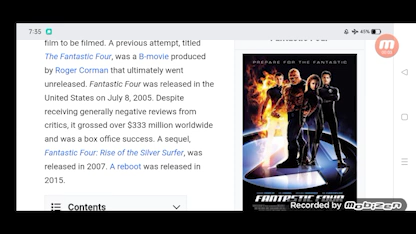 7:35
45%
film to be filmed. A previous attempt, titled
The Fantastic Four, was a B-movie produced
by Roger Corman that ultimately went
unreleased. Fantastic Four was released in the
United States on July 8, 2005. Despite
receiving generally negative reviews from
critics, it grossed over $333 million worldwide
and was a box office success. A sequel,
Fantastic Four: Rise of the Silver Surfer, was
released in 2007. A reboot was released in
2015.
Contents
PREPARE FOR THE FANTASTIC
FANTASTIC FOUR
Recorded by mobizen